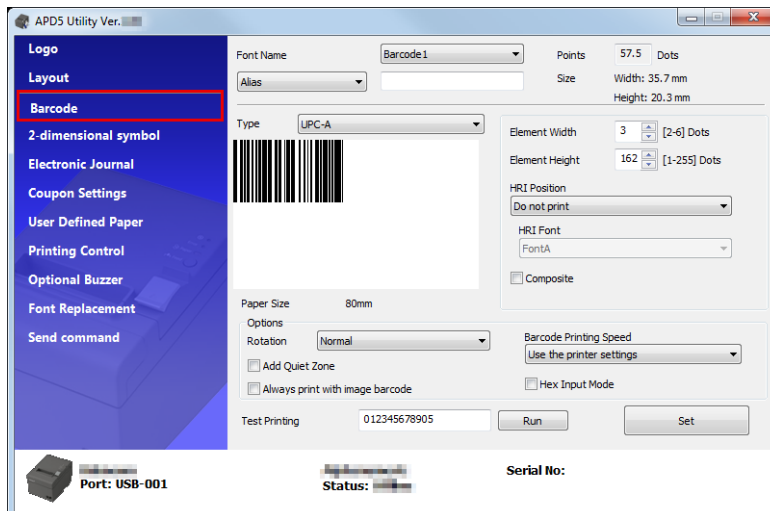 APD5 Utility Ver.
Logo
Layout
Barcode
2-dimensional symbol
Electronic Journal
Coupon Settings
User Defined Paper
Printing Control
Optional Buzzer
Font Replacement
Send command
Font Name Barcode1 Points 57.5 Dots
Alias Size Width: 35.7 mm
Height: 20.3 mm
Type UPC-A
Element Width 3 [2-6] Dots
Element Height 162 [1-255] Dots
HRI Position
Do not print
HRI Font
FontA
Composite
Paper Size 80mm
Options
Rotation Normal
Add Quiet Zone
Always print with image barcode
Barcode Printing Speed
Use the printer settings
Hex Input Mode
Test Printing 012345678905 Run Set
Port: USB-001
Status:
Serial No: